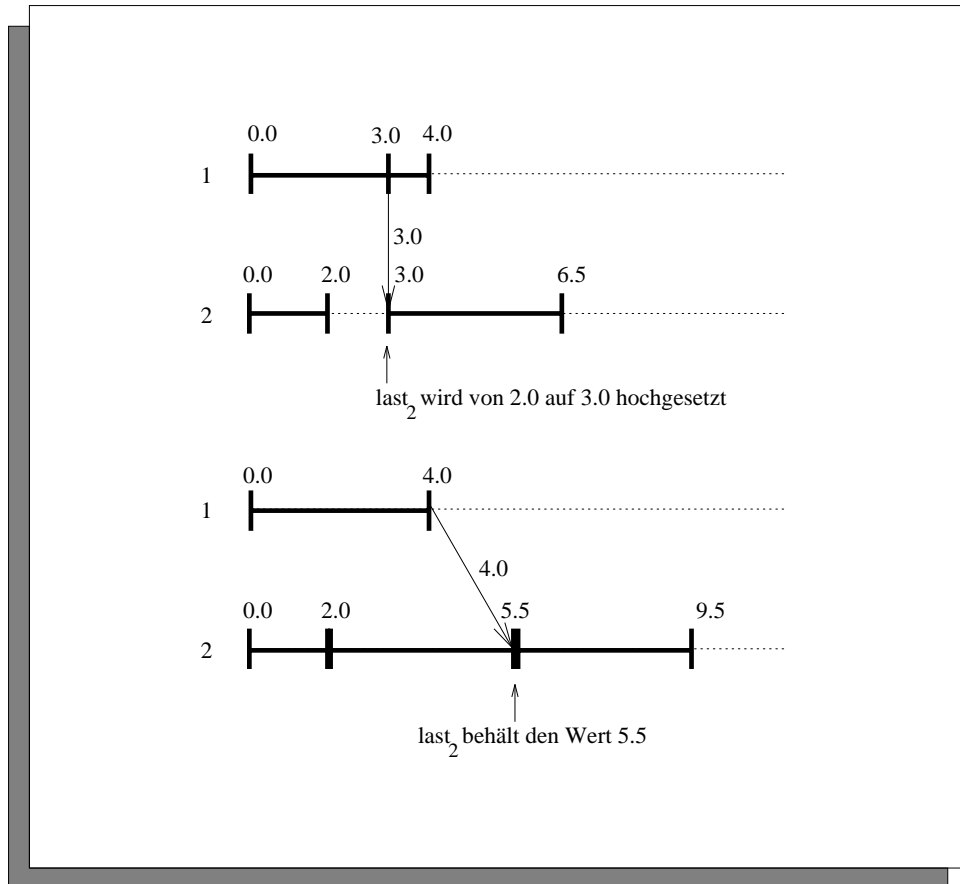 0.0 3.0 4.0
1
3.0
0.0 2.0 3.0 6.5
2
last2 wird von 2.0 auf 3.0 hochgesetzt
0.0 4.0
1
4.0
0.0 2.0 5.5 9.5
2
last2 behält den Wert 5.5